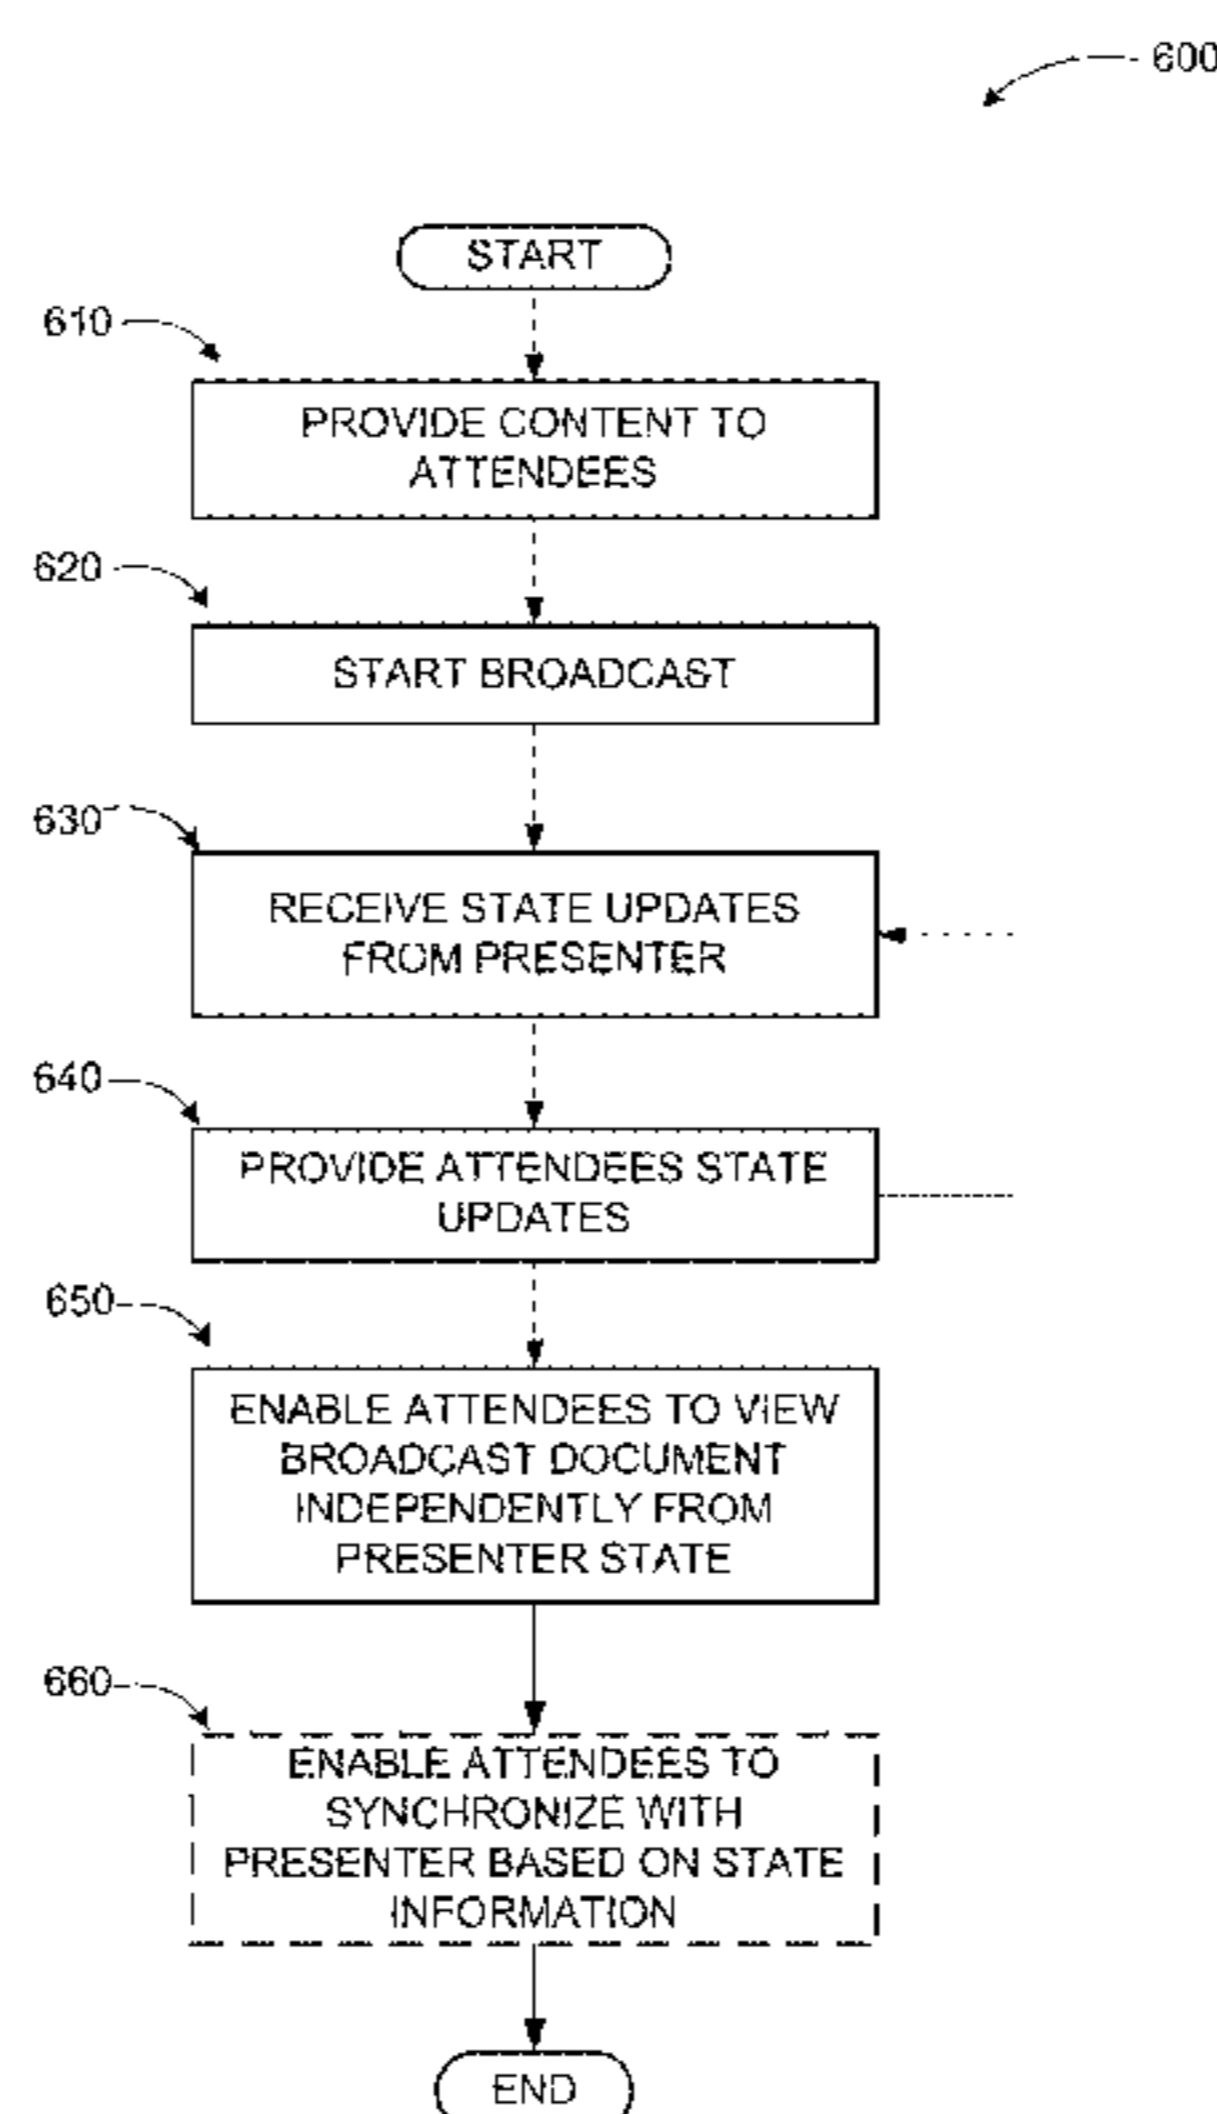 600
START
610
PROVIDE CONTENT TO
ATTENDEES
620
START BROADCAST
630
RECEIVE STATE UPDATES
FROM PRESENTER
640
PROVIDE ATTENDEES STATE
UPDATES
650
ENABLE ATTENDEES TO VIEW
BROADCAST DOCUMENT
INDEPENDENTLY FROM
PRESENTER STATE
660
ENABLE ATTENDEES TO
SYNCHRONIZE WITH
PRESENTER BASED ON STATE
INFORMATION
END